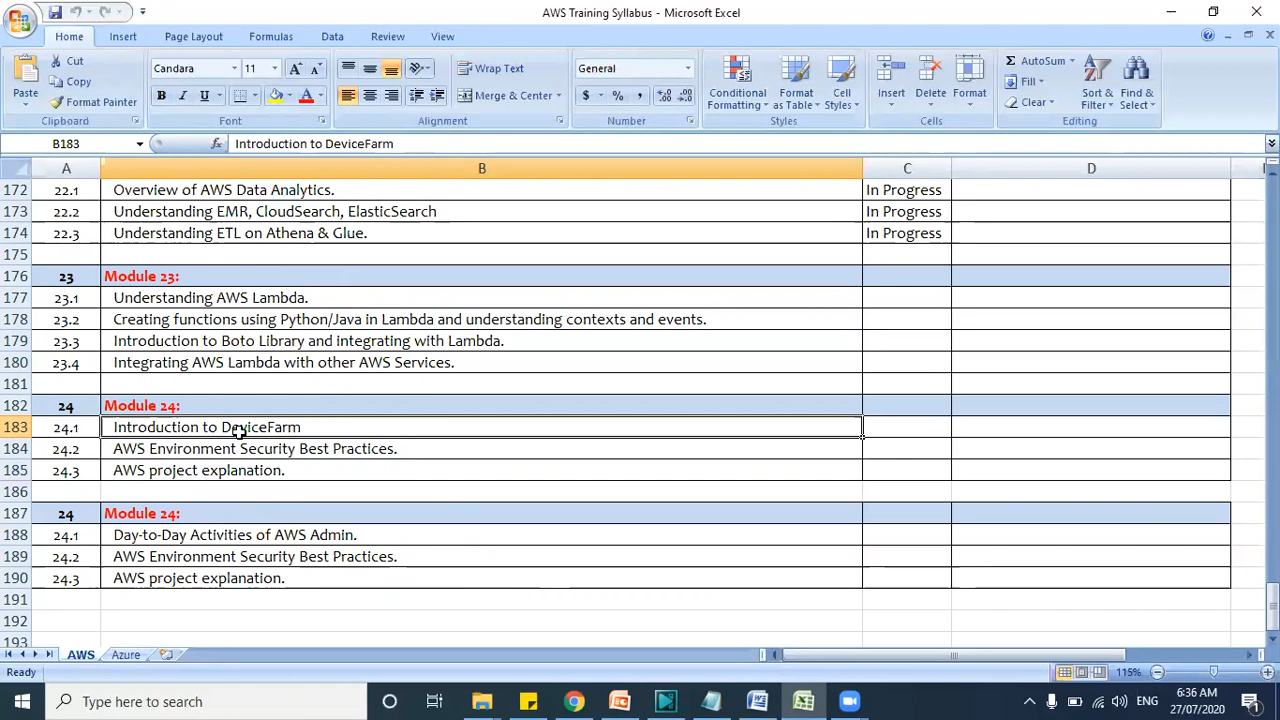 AWS Training Syllabus - Microsoft Excel
Home Insert Page Layout Formulas Data Review View
Paste Cut Copy Format Painter Clipboard
Candara 11 A A B I U A Font
Wrap Text Merge & Center Alignment
General $ % , Number
Conditional Formatting Format as Table Cell Styles Styles
Insert Delete Format Cells
Σ AutoSum Fill Clear Sort & Filter Find & Select Editing
B183 fx Introduction to DeviceFarm
A B C D
172 22.1 Overview of AWS Data Analytics. In Progress
173 22.2 Understanding EMR, CloudSearch, ElasticSearch In Progress
174 22.3 Understanding ETL on Athena & Glue. In Progress
175
176 23 Module 23:
177 23.1 Understanding AWS Lambda.
178 23.2 Creating functions using Python/Java in Lambda and understanding contexts and events.
179 23.3 Introduction to Boto Library and integrating with Lambda.
180 23.4 Integrating AWS Lambda with other AWS Services.
181
182 24 Module 24:
183 24.1 Introduction to DeviceFarm
184 24.2 AWS Environment Security Best Practices.
185 24.3 AWS project explanation.
186
187 24 Module 24:
188 24.1 Day-to-Day Activities of AWS Admin.
189 24.2 AWS Environment Security Best Practices.
190 24.3 AWS project explanation.
191
192
193
AWS Azure
Ready 115%
Type here to search ENG 6:36 AM
27/07/2020